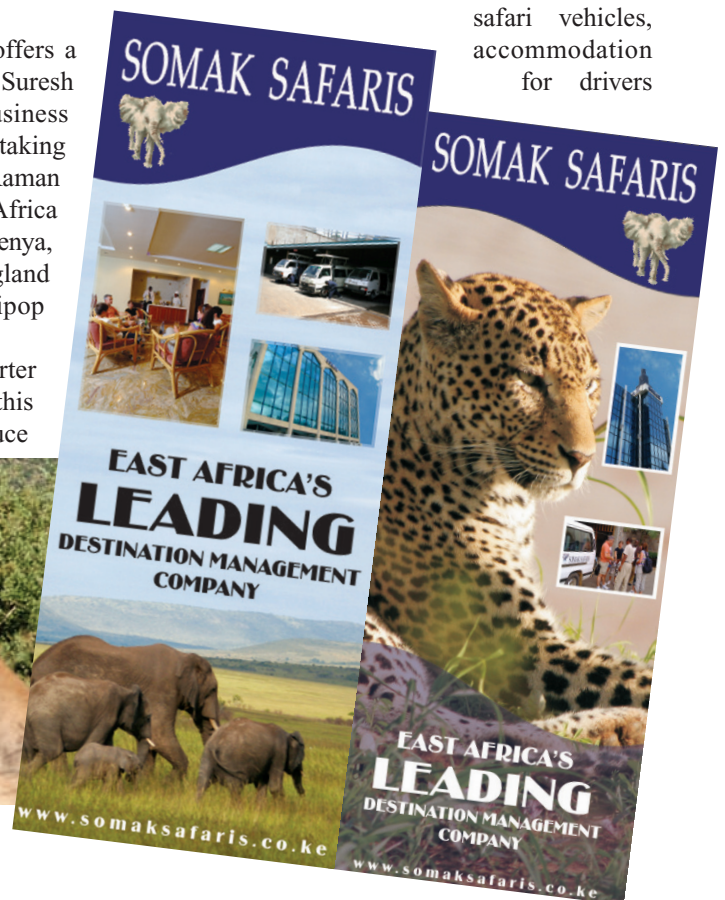 safari vehicles,
accommodation
for drivers
offers a
Suresh
usiness
taking
aman
Africa
enya,
gland
ipop
rter
this
uce
SOMAK SAFARIS
EAST AFRICA'S
LEADING
DESTINATION MANAGEMENT
COMPANY
www.somaksafaris.co.ke
SOMAK SAFARIS
EAST AFRICA'S
LEADING
DESTINATION MANAGEMENT
COMPANY
www.somaksafaris.co.ke